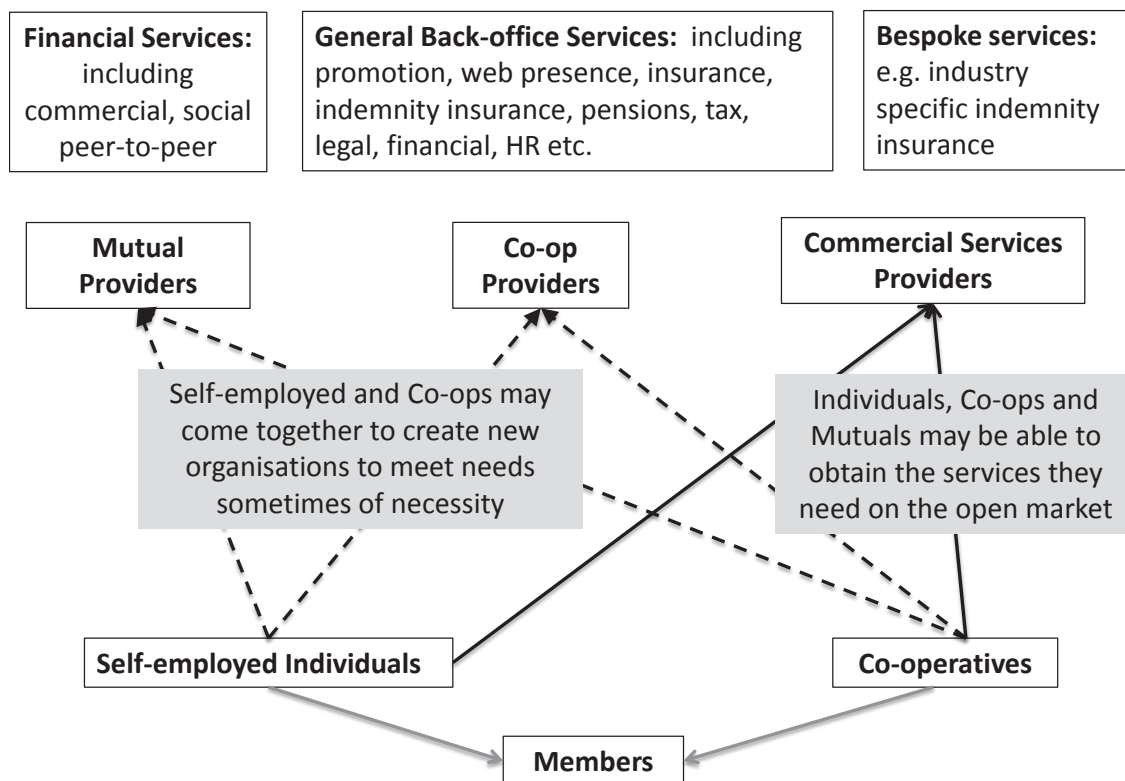 Financial Services:
including
commercial, social
peer-to-peer
General Back-office Services:  including
promotion, web presence, insurance,
indemnity insurance, pensions, tax,
legal, financial, HR etc.
Bespoke services:
e.g. industry
specific indemnity
insurance
Mutual
Providers
Co-op
Providers
Commercial Services
Providers
Self-employed and Co-ops may
come together to create new
organisations to meet needs
sometimes of necessity
Individuals, Co-ops and
Mutuals may be able to
obtain the services they
need on the open market
Self-employed Individuals
Co-operatives
Members